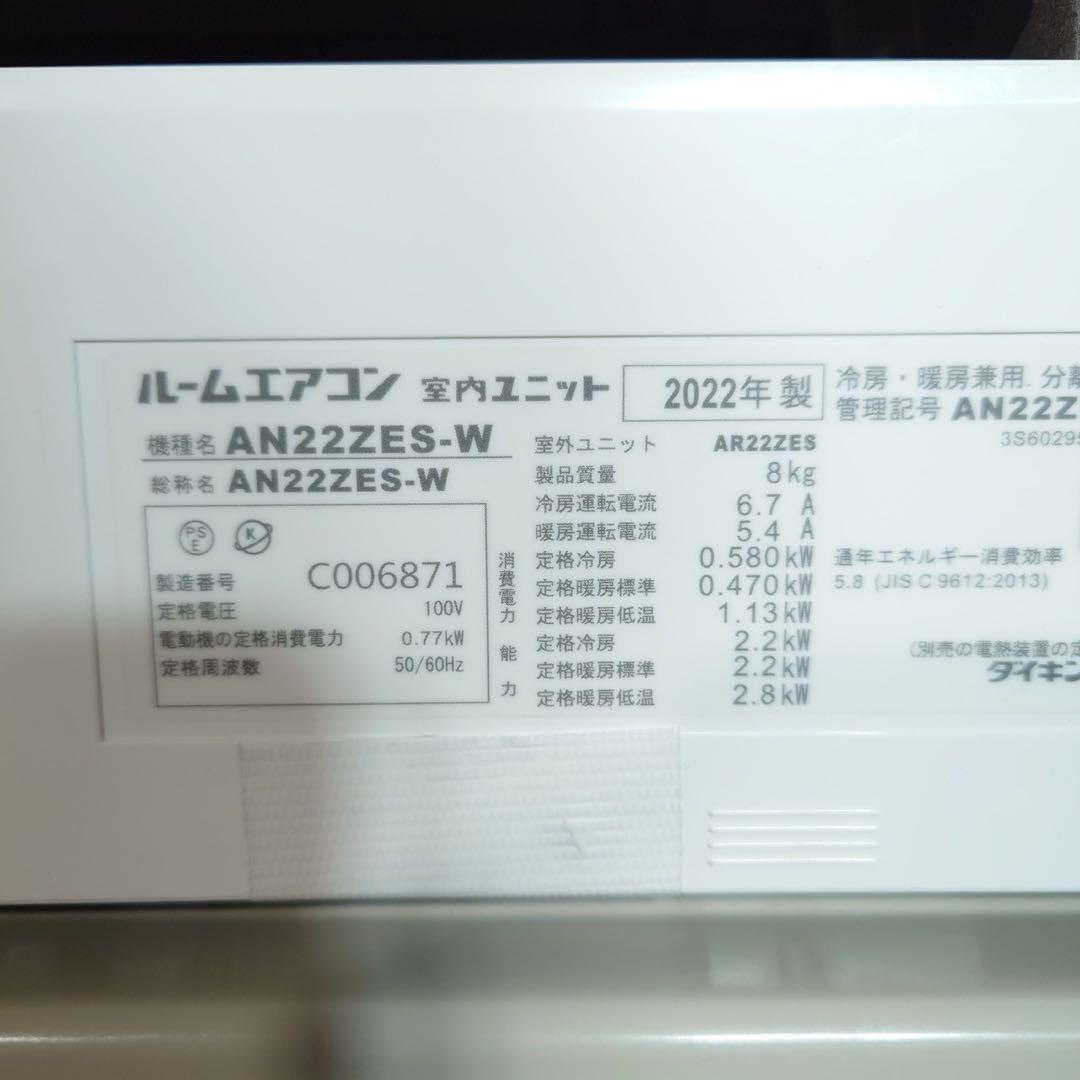 ルームエアコン 室内ユニット 2022年 製
冷房・暖房兼用. 分離
機種名 AN22ZES-W
管理記号 AN22Z
3S60295
総称名 AN22ZES-W
PS
E
K
製造番号 C006871
定格電圧 100V
電動機の定格消費電力 0.77kW
定格周波数 50/60Hz
室外ユニット AR22ZES
製品質量 8kg
冷房運転電流 6.7 A
暖房運転電流 5.4 A
消費電力
定格冷房 0.580kW
定格暖房標準 0.470kW
定格暖房低温 1.13kW
能力
定格冷房 2.2kW
定格暖房標準 2.2kW
定格暖房低温 2.8kW
通年エネルギー消費効率
5.8 (JIS C 9612:2013)
(別売の電熱装置の定
ダイキン